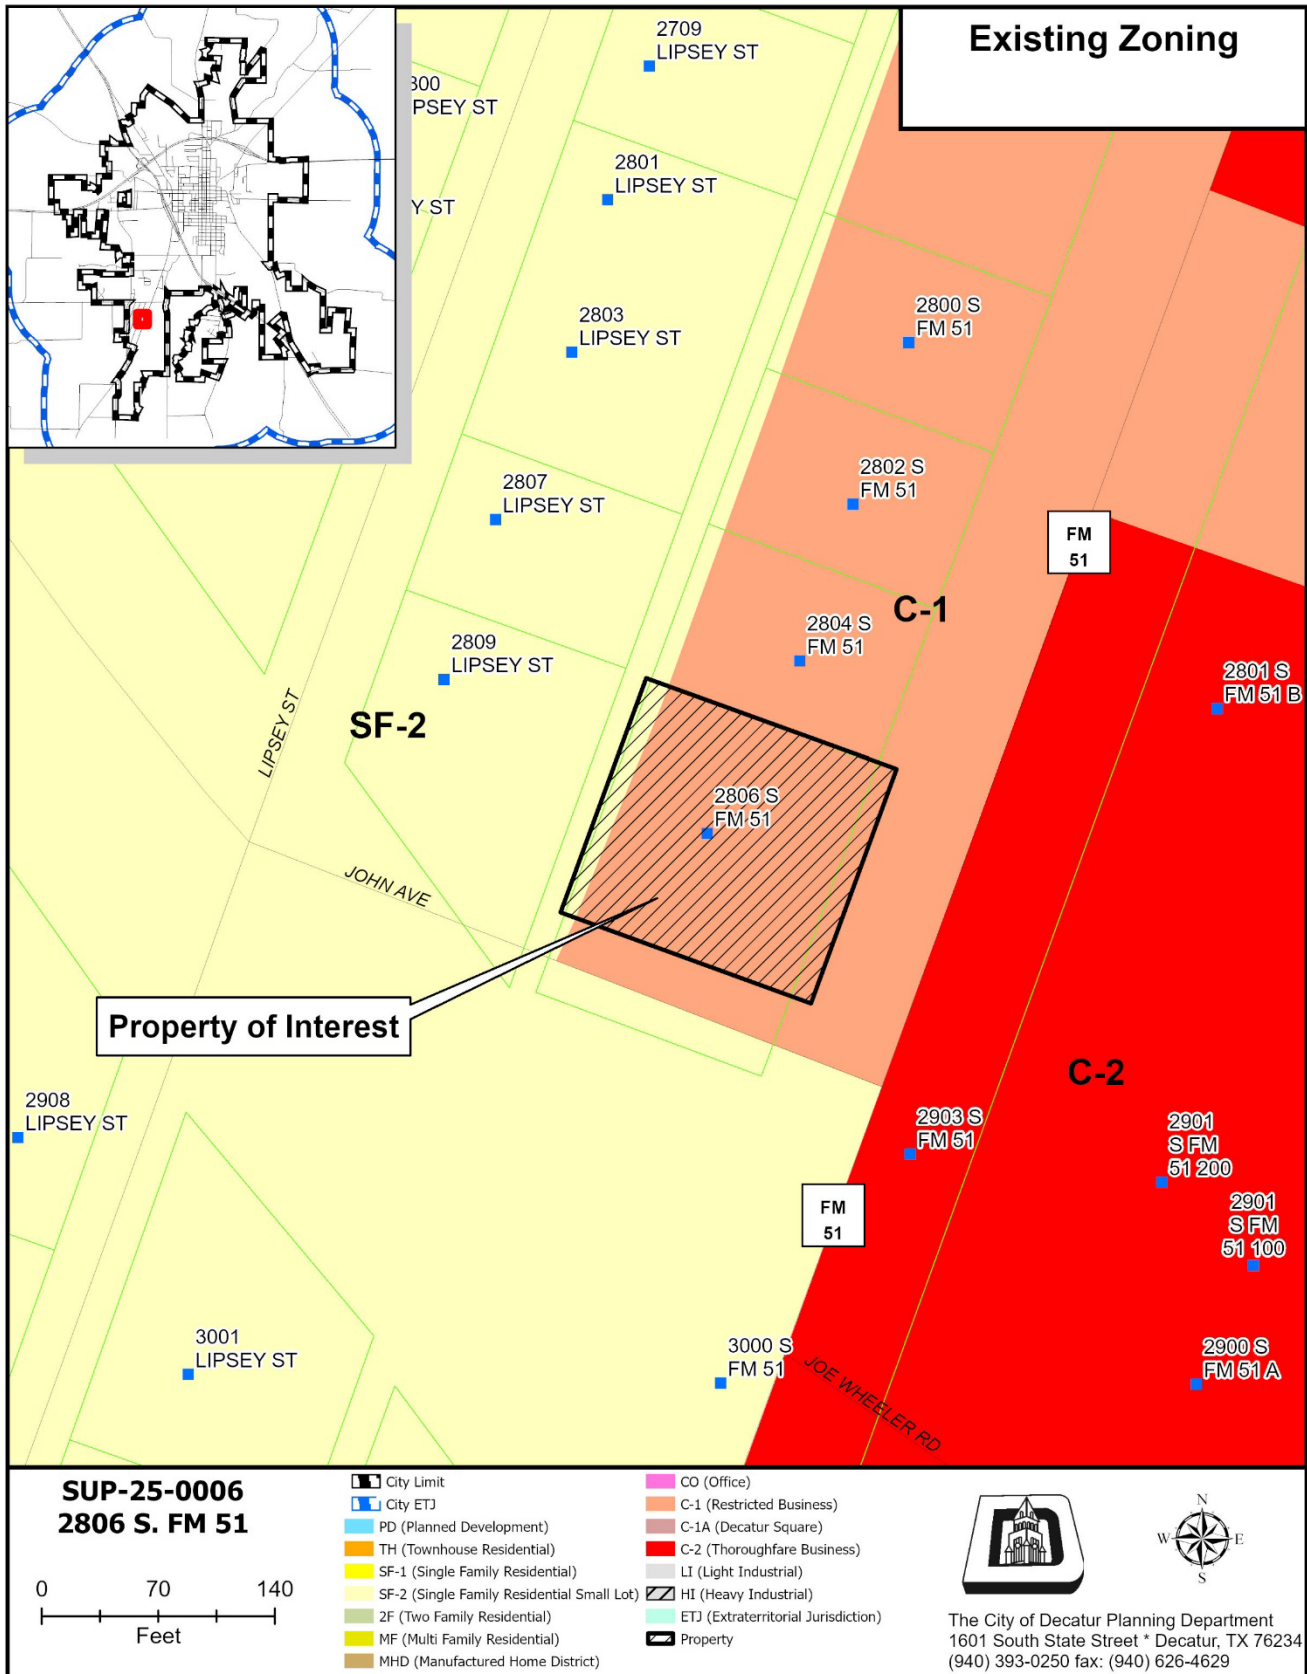 Existing Zoning
2709
LIPSEY ST
300
PSEY ST
2801
LIPSEY ST
Y ST
2800 S
FM 51
2803
LIPSEY ST
2802 S
FM 51
2807
LIPSEY ST
FM
51
C-1
2804 S
FM 51
2809
LIPSEY ST
2801 S
FM 51 B
SF-2
LIPSEY ST
2806 S
FM 51
JOHN AVE
Property of Interest
C-2
2908
LIPSEY ST
2903 S
FM 51
2901
S FM
51 200
FM
51
2901
S FM
51 100
3001
LIPSEY ST
3000 S
FM 51
JOE WHEELER RD
2900 S
FM 51 A
SUP-25-0006
2806 S. FM 51
0 70 140
Feet
City Limit
City ETJ
PD (Planned Development)
TH (Townhouse Residential)
SF-1 (Single Family Residential)
SF-2 (Single Family Residential Small Lot)
2F (Two Family Residential)
MF (Multi Family Residential)
MHD (Manufactured Home District)
CO (Office)
C-1 (Restricted Business)
C-1A (Decatur Square)
C-2 (Thoroughfare Business)
LI (Light Industrial)
HI (Heavy Industrial)
ETJ (Extraterritorial Jurisdiction)
Property
D
N
W E
S
The City of Decatur Planning Department
1601 South State Street * Decatur, TX 76234
(940) 393-0250 fax: (940) 626-4629